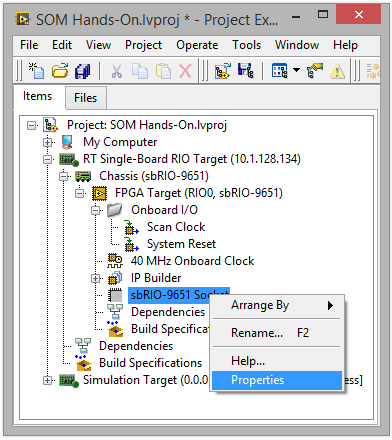 SOM Hands-On.lvproj * - Project Ex...
File Edit View Project Operate Tools Window Help
Items Files
Project: SOM Hands-On.lvproj
My Computer
RT Single-Board RIO Target (10.1.128.134)
Chassis (sbRIO-9651)
FPGA Target (RIO0, sbRIO-9651)
Onboard I/O
Scan Clock
System Reset
40 MHz Onboard Clock
IP Builder
sbRIO-9651 Socket
Dependencies
Build Specifica
Dependencies
Build Specifications
Simulation Target (0.0.0 ess]
Arrange By
Rename... F2
Help...
Properties